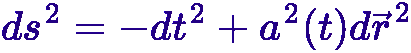 ds² = −dt² + a²(t)dr⃗ ²